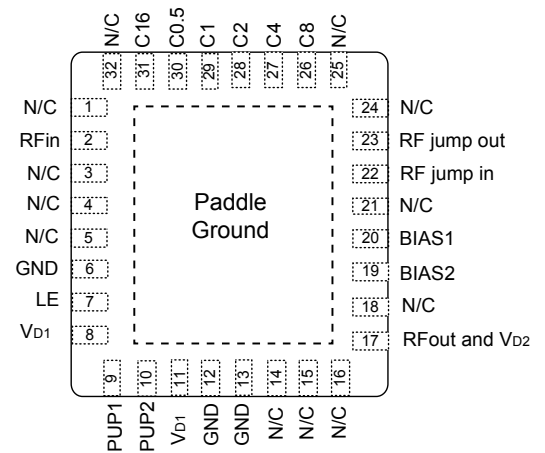 N/C
C16
C0.5
C1
C2
C4
C8
N/C
32
31
30
29
28
27
26
25
N/C 1
RFin 2
N/C 3
N/C 4
N/C 5
GND 6
LE 7
VD1 8
Paddle
Ground
24 N/C
23 RF jump out
22 RF jump in
21 N/C
20 BIAS1
19 BIAS2
18 N/C
17 RFout and VD2
9
10
11
12
13
14
15
16
PUP1
PUP2
VD1
GND
GND
N/C
N/C
N/C